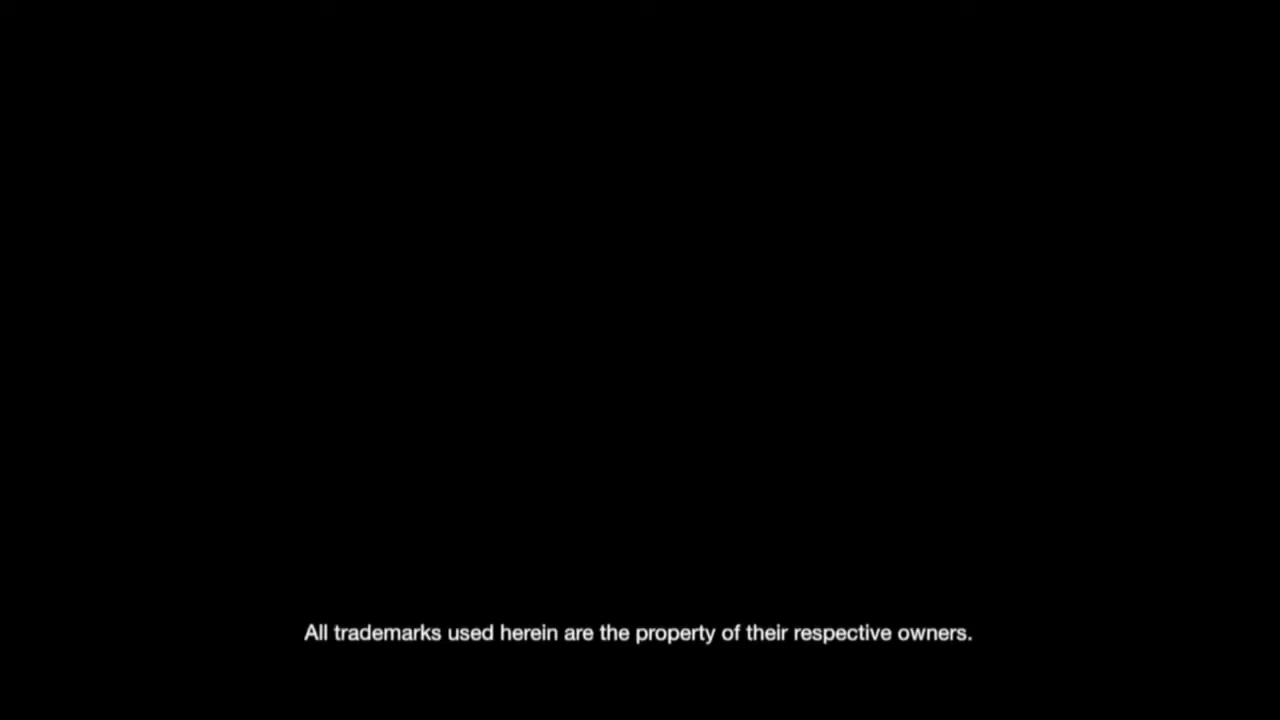 All trademarks used herein are the property of their respective owners.